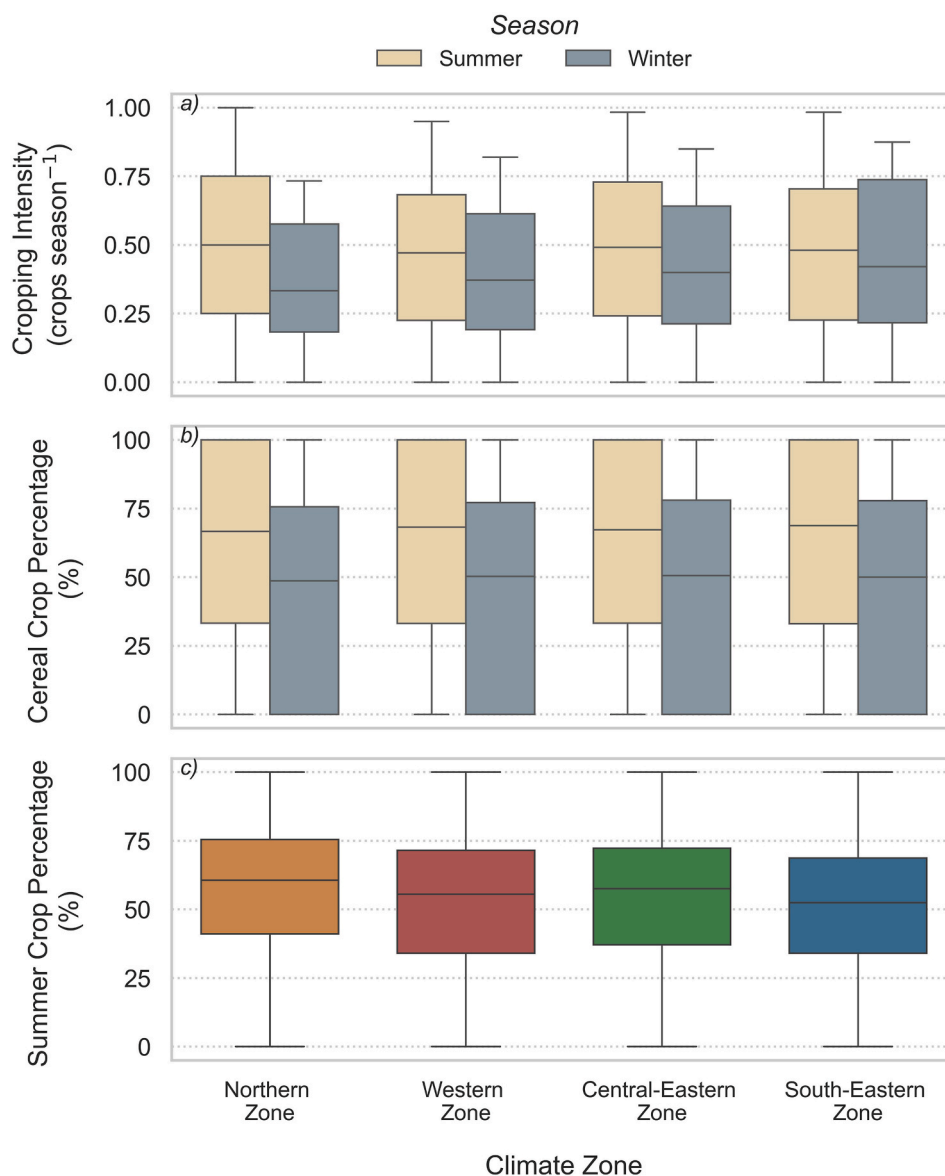 Season
Summer
Winter
a)
1.00
0.75
0.50
0.25
0.00
Cropping Intensity
(crops season⁻¹)
b)
100
75
50
25
0
Cereal Crop Percentage
(%)
c)
100
75
50
25
0
Summer Crop Percentage
(%)
Northern
Zone
Western
Zone
Central-Eastern
Zone
South-Eastern
Zone
Climate Zone